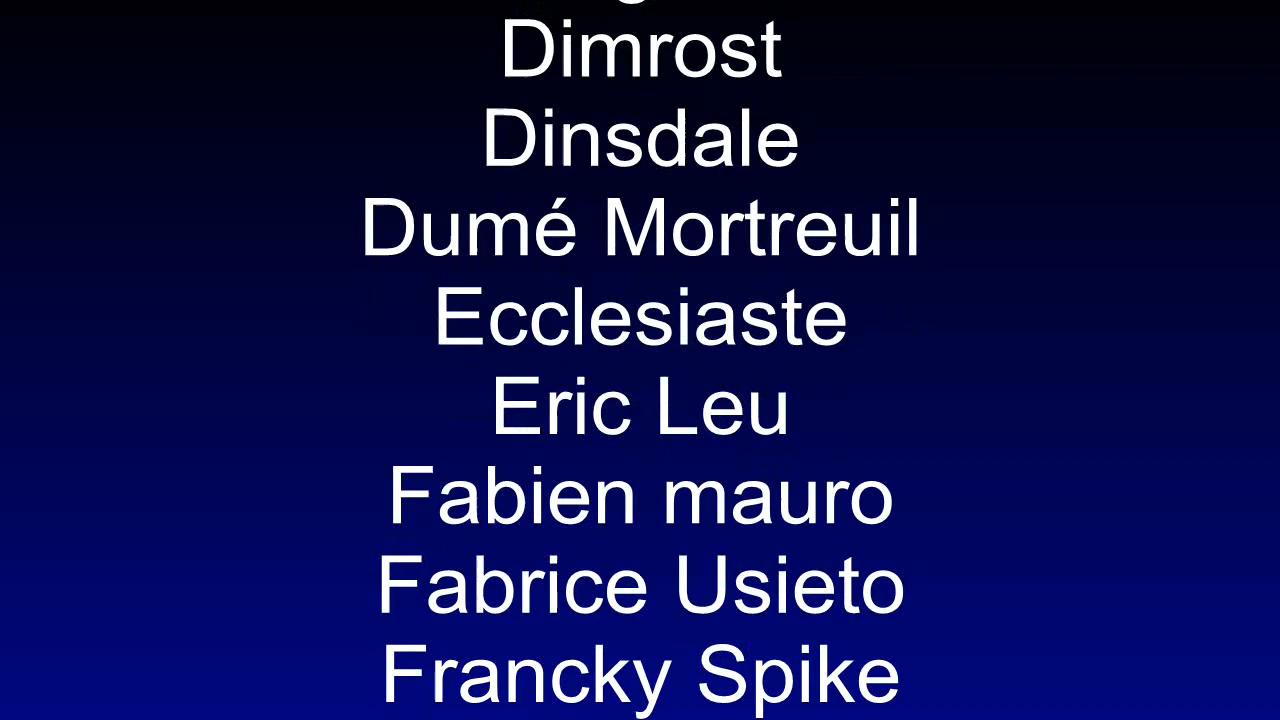 Dimrost
Dinsdale
Dumé Mortreuil
Ecclesiaste
Eric Leu
Fabien mauro
Fabrice Usieto
Francky Spike